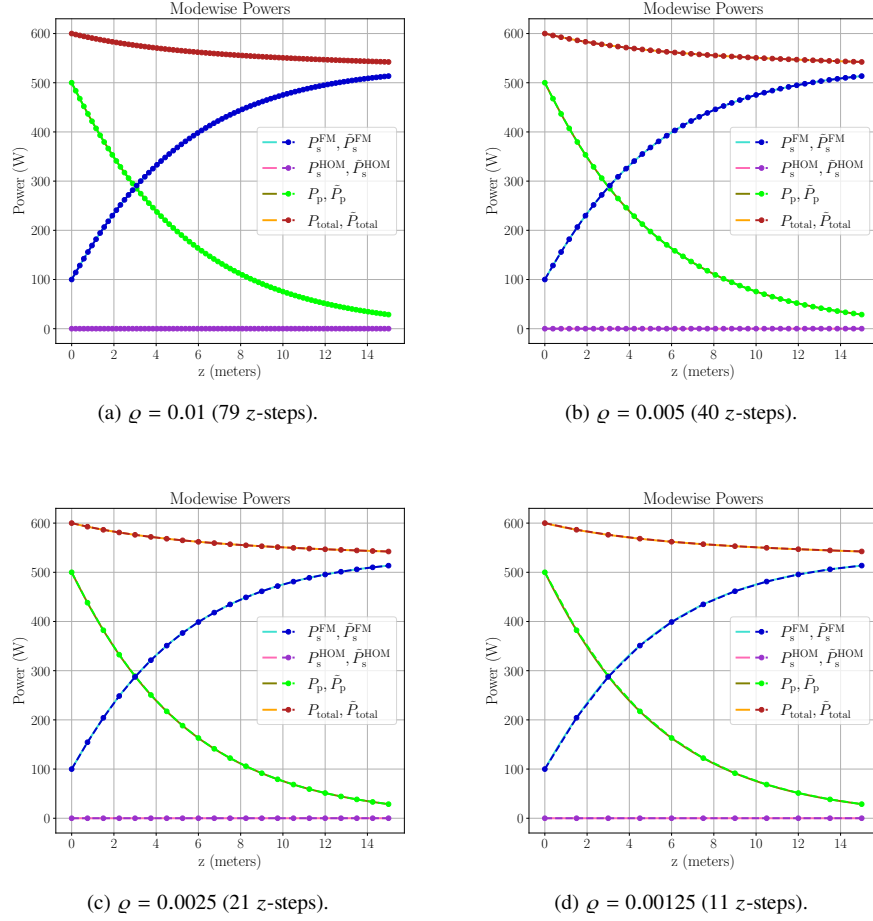 Modewise Powers
600
500
400
300
200
100
0
Power (W)
P_s^FM, P̃_s^FM
P_s^HOM, P̃_s^HOM
P_p, P̃_p
P_total, P̃_total
0 2 4 6 8 10 12 14
z (meters)
(a) ϱ = 0.01 (79 z-steps).
Modewise Powers
600
500
400
300
200
100
0
Power (W)
P_s^FM, P̃_s^FM
P_s^HOM, P̃_s^HOM
P_p, P̃_p
P_total, P̃_total
0 2 4 6 8 10 12 14
z (meters)
(b) ϱ = 0.005 (40 z-steps).
Modewise Powers
600
500
400
300
200
100
0
Power (W)
P_s^FM, P̃_s^FM
P_s^HOM, P̃_s^HOM
P_p, P̃_p
P_total, P̃_total
0 2 4 6 8 10 12 14
z (meters)
(c) ϱ = 0.0025 (21 z-steps).
Modewise Powers
600
500
400
300
200
100
0
Power (W)
P_s^FM, P̃_s^FM
P_s^HOM, P̃_s^HOM
P_p, P̃_p
P_total, P̃_total
0 2 4 6 8 10 12 14
z (meters)
(d) ϱ = 0.00125 (11 z-steps).